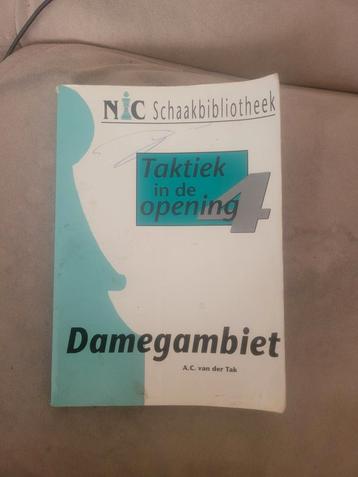 NiC Schaakbibliotheek
Taktiek
in de
opening 4
Damegambiet
A.C. van der Tak